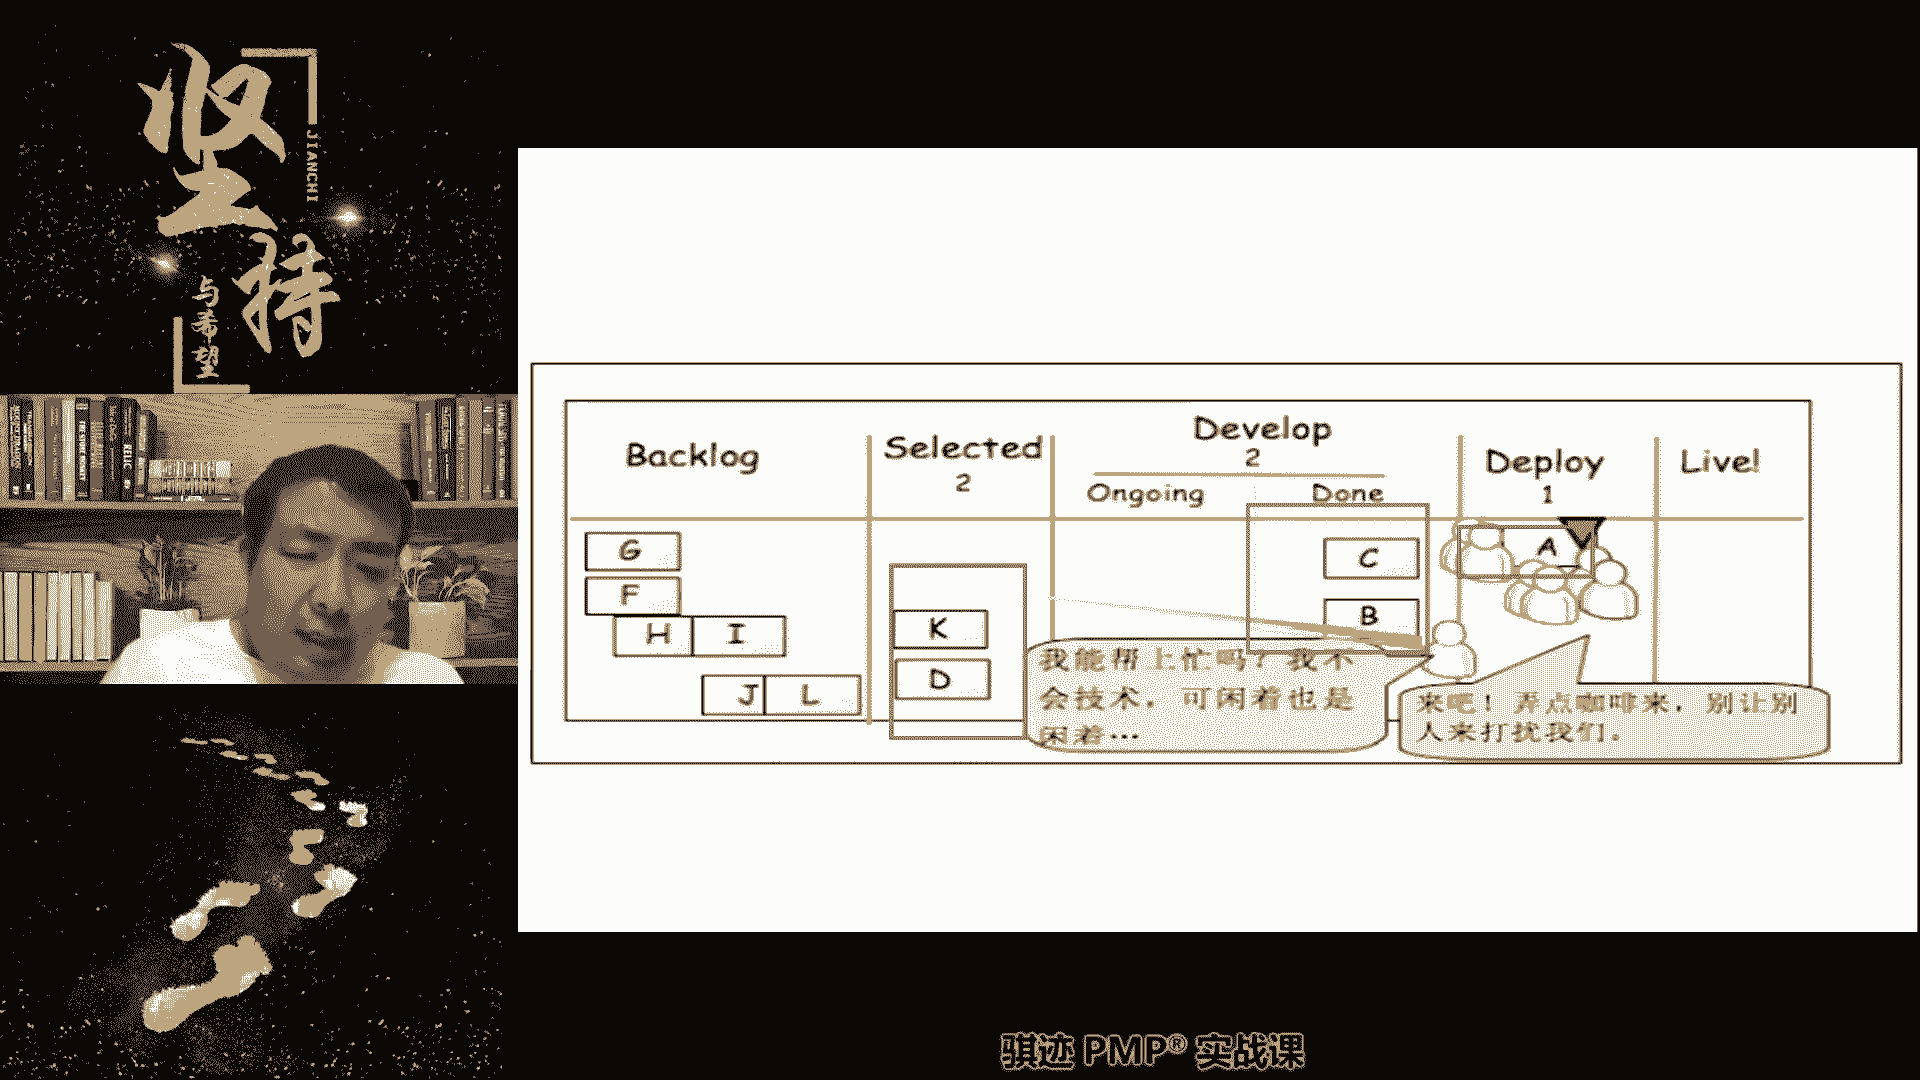 坚持
JIANCHI
与希望
Backlog
Selected
2
Develop
2
Ongoing
Done
Deploy
1
Live!
G
F
H I
J L
K
D
C
B
A
我能帮上忙吗？我不
会技术，可闲着也是
闲着…
来吧！弄点咖啡来，别让别
人来打扰我们。
骐迹 PMP® 实战课